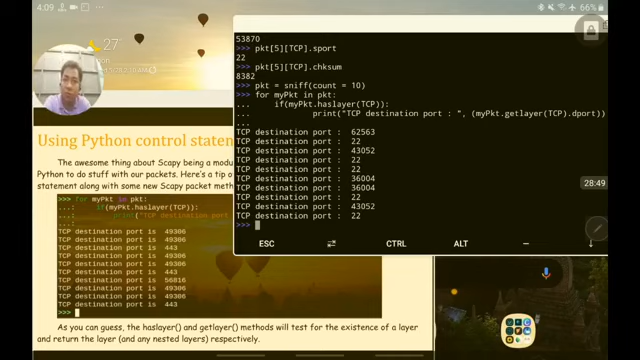 4:09
66%
27°
53870
>>> pkt[5][TCP].sport
22
>>> pkt[5][TCP].chksum
8382
>>> pkt = sniff(count = 10)
>>> for myPkt in pkt:
...     if(myPkt.haslayer(TCP):
...             print("TCP destination port : ", (myPkt.getlayer(TCP).dport))
...
TCP destination port :  62563
TCP destination port :  22
TCP destination port :  43052
TCP destination port :  22
TCP destination port :  22
TCP destination port :  36004
TCP destination port :  36004
TCP destination port :  22
TCP destination port :  43052
TCP destination port :  22
>>>
ESC
CTRL
ALT
28:49
Using Python control statem
The awesome thing about Scapy being a modu
Python to do stuff with our packets. Here's a tip o
statement along with some new Scapy packet meth
>>> for myPkt in pkt:
...:     if(myPkt.haslayer(TCP)):
...:         print("TCP destination port
...:
TCP destination port is  49306
TCP destination port is  49306
TCP destination port is  443
TCP destination port is  49306
TCP destination port is  443
TCP destination port is  56816
TCP destination port is  49306
TCP destination port is  49306
TCP destination port is  443
>>>
As you can guess, the haslayer() and getlayer() methods will test for the existence of a layer
and return the layer (and any nested layers) respectively.